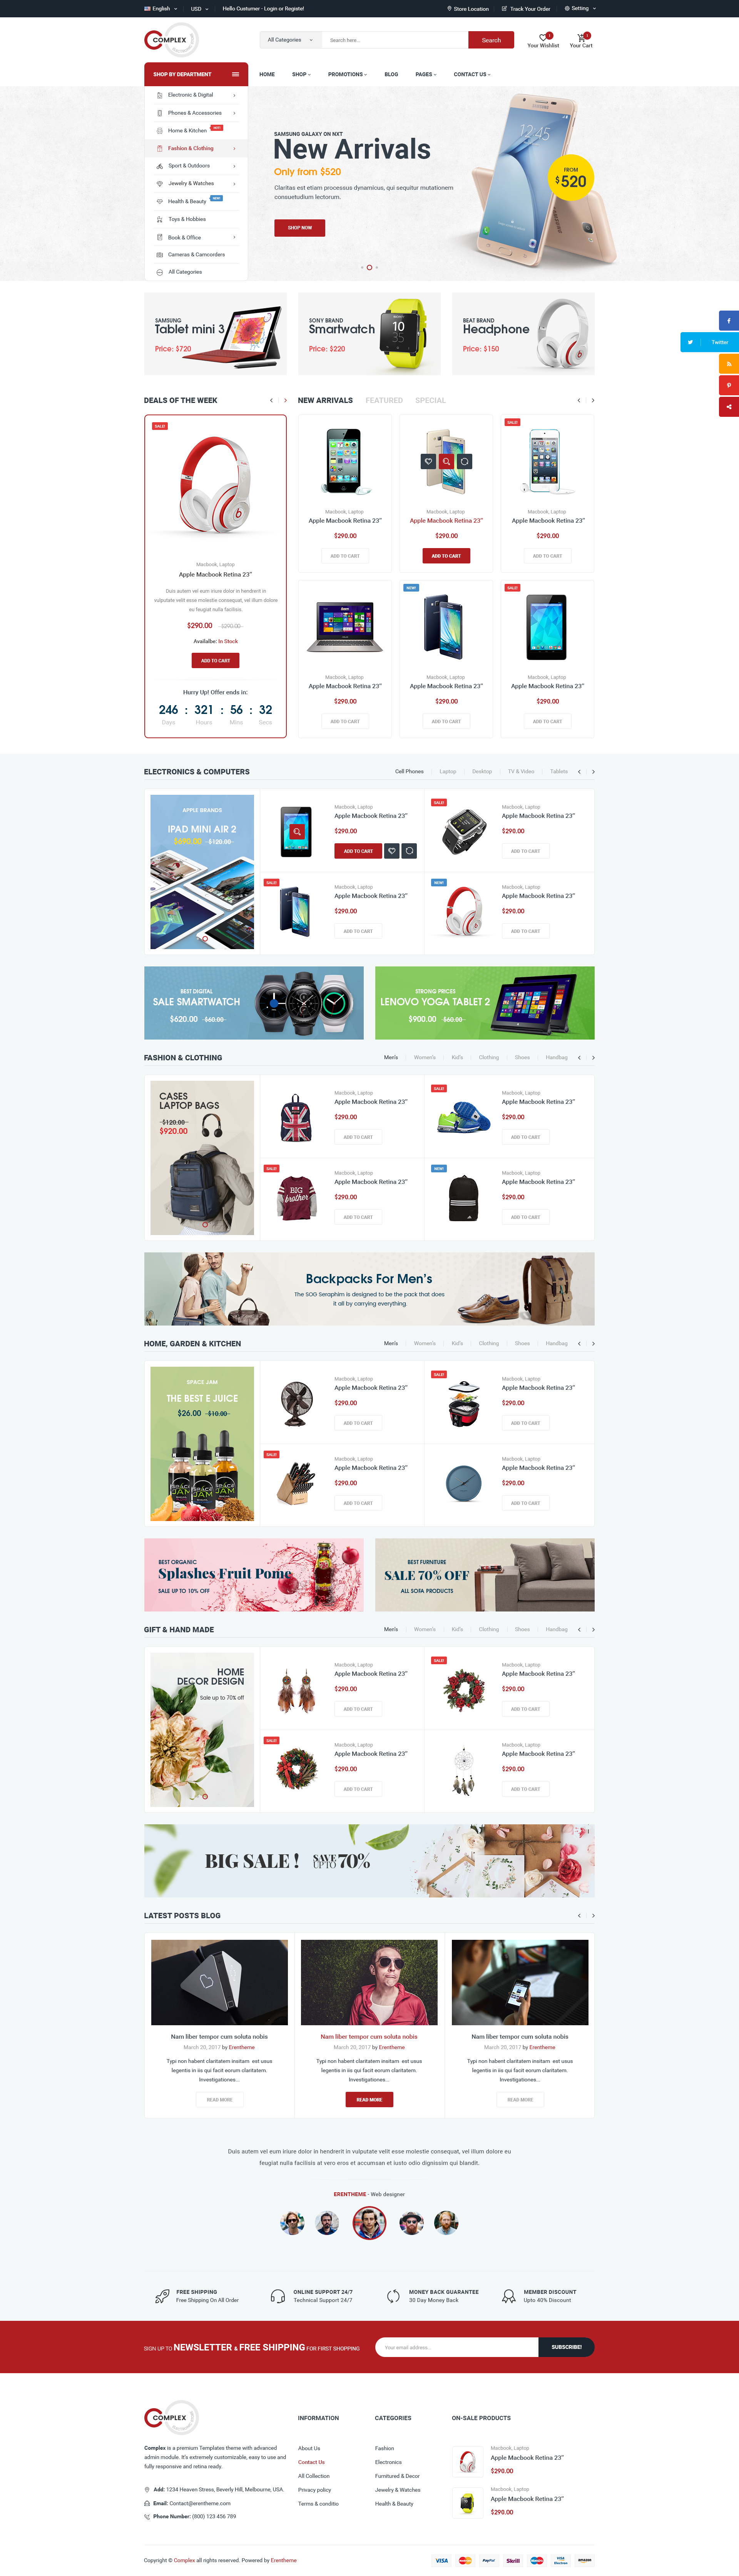 English
USD
Hello Custumer - Login or Registe!
Store Location
Track Your Order
Setting
COMPLEX
All Categories
Search here...
Search
1
Your Wishlist
1
Your Cart
SHOP BY DEPARTMENT
HOME
SHOP
PROMOTIONS
BLOG
PAGES
CONTACT US
Electronic & Digital
Phones & Accessories
Home & Kitchen
HOT!
Fashion & Clothing
Sport & Outdoors
Jewelry & Watches
Health & Beauty
NEW!
Toys & Hobbies
Book & Office
Cameras & Camcorders
All Categories
SAMSUNG GALAXY ON NXT
New Arrivals
Only from $520
Claritas est etiam processus dynamicus, qui sequitur mutationem
consuetudium lectorum.
SHOP NOW
FROM
$520
SAMSUNG
Tablet mini 3
Price: $720
SONY BRAND
Smartwatch
Price: $220
BEAT BRAND
Headphone
Price: $150
Twitter
DEALS OF THE WEEK
NEW ARRIVALS
FEATURED
SPECIAL
SALE!
Macbook, Laptop
Apple Macbook Retina 23”
Duis autem vel eum iriure dolor in hendrerit in
vulputate velit esse molestie consequat, vel illum dolore
eu feugiat nulla facilisis.
$290.00 -$290.00-
Availalbe: In Stock
ADD TO CART
Hurry Up! Offer ends in:
246 : 321 : 56 : 32
Days Hours Mins Secs
Macbook, Laptop
Apple Macbook Retina 23”
$290.00
ADD TO CART
Macbook, Laptop
Apple Macbook Retina 23”
$290.00
ADD TO CART
SALE!
Macbook, Laptop
Apple Macbook Retina 23”
$290.00
ADD TO CART
Macbook, Laptop
Apple Macbook Retina 23”
$290.00
ADD TO CART
NEW!
Macbook, Laptop
Apple Macbook Retina 23”
$290.00
ADD TO CART
SALE!
Macbook, Laptop
Apple Macbook Retina 23”
$290.00
ADD TO CART
ELECTRONICS & COMPUTERS
Cell Phones
Laptop
Desktop
TV & Video
Tablets
APPLE BRANDS
IPAD MINI AIR 2
$690.00 -$120.00-
Macbook, Laptop
Apple Macbook Retina 23”
$290.00
ADD TO CART
SALE!
Macbook, Laptop
Apple Macbook Retina 23”
$290.00
ADD TO CART
SALE!
Macbook, Laptop
Apple Macbook Retina 23”
$290.00
ADD TO CART
NEW!
Macbook, Laptop
Apple Macbook Retina 23”
$290.00
ADD TO CART
BEST DIGITAL
SALE SMARTWATCH
$620.00 -$60.00-
STRONG PRICES
LENOVO YOGA TABLET 2
$900.00 -$60.00-
FASHION & CLOTHING
Men's
Women's
Kid's
Clothing
Shoes
Handbag
CASES
LAPTOP BAGS
-$120.00-
$920.00
Macbook, Laptop
Apple Macbook Retina 23”
$290.00
ADD TO CART
SALE!
Macbook, Laptop
Apple Macbook Retina 23”
$290.00
ADD TO CART
SALE!
BIG
brother
Macbook, Laptop
Apple Macbook Retina 23”
$290.00
ADD TO CART
NEW!
Macbook, Laptop
Apple Macbook Retina 23”
$290.00
ADD TO CART
Backpacks For Men’s
The SOG Seraphim is designed to be the pack that does
it all by carrying everything.
HOME, GARDEN & KITCHEN
Men's
Women's
Kid's
Clothing
Shoes
Handbag
SPACE JAM
THE BEST E JUICE
$26.00 -$10.00-
SPACE JAM
SPACE JAM
SPACE JAM
Macbook, Laptop
Apple Macbook Retina 23”
$290.00
ADD TO CART
SALE!
Macbook, Laptop
Apple Macbook Retina 23”
$290.00
ADD TO CART
SALE!
Macbook, Laptop
Apple Macbook Retina 23”
$290.00
ADD TO CART
Macbook, Laptop
Apple Macbook Retina 23”
$290.00
ADD TO CART
BEST ORGANIC
Splashes Fruit Pome
SALE UP TO 10% OFF
BEST FURNITURE
SALE 70% OFF
ALL SOFA PRODUCTS
GIFT & HAND MADE
Men's
Women's
Kid's
Clothing
Shoes
Handbag
HOME
DECOR DESIGN
Sale up to 70% off
Macbook, Laptop
Apple Macbook Retina 23”
$290.00
ADD TO CART
SALE!
Macbook, Laptop
Apple Macbook Retina 23”
$290.00
ADD TO CART
SALE!
Macbook, Laptop
Apple Macbook Retina 23”
$290.00
ADD TO CART
Macbook, Laptop
Apple Macbook Retina 23”
$290.00
ADD TO CART
BIG SALE ! SAVE UPTO 70%
LATEST POSTS BLOG
Nam liber tempor cum soluta nobis
March 20, 2017 by Erentheme
Typi non habent claritatem insitam est usus
legentis in iis qui facit eorum claritatem.
Investigationes...
READ MORE
Nam liber tempor cum soluta nobis
March 20, 2017 by Erentheme
Typi non habent claritatem insitam est usus
legentis in iis qui facit eorum claritatem.
Investigationes...
READ MORE
Nam liber tempor cum soluta nobis
March 20, 2017 by Erentheme
Typi non habent claritatem insitam est usus
legentis in iis qui facit eorum claritatem.
Investigationes...
READ MORE
Duis autem vel eum iriure dolor in hendrerit in vulputate velit esse molestie consequat, vel illum dolore eu
feugiat nulla facilisis at vero eros et accumsan et iusto odio dignissim qui blandit.
ERENTHEME - Web designer
FREE SHIPPING
Free Shipping On All Order
ONLINE SUPPORT 24/7
Technical Support 24/7
MONEY BACK GUARANTEE
30 Day Money Back
MEMBER DISCOUNT
Upto 40% Discount
SIGN UP TO NEWSLETTER & FREE SHIPPING FOR FIRST SHOPPING
Your email address...
SUBSCRIBE!
COMPLEX
Complex is a premium Templates theme with advanced
admin module. It's extremely customizable, easy to use and
fully responsive and retina ready.
Add: 1234 Heaven Stress, Beverly Hill, Melbourne, USA.
Email: Contact@erentheme.com
Phone Number: (800) 123 456 789
INFORMATION
About Us
Contact Us
All Collection
Privacy policy
Terms & conditio
CATEGORIES
Fashion
Electronics
Furnitured & Decor
Jewelry & Watches
Health & Beauty
ON-SALE PRODUCTS
Macbook, Laptop
Apple Macbook Retina 23”
$290.00
Macbook, Laptop
Apple Macbook Retina 23”
$290.00
Copyright © Complex all rights reserved. Powered by Erentheme
VISA
MasterCard
PayPal
Skrill
Maestro
VISA Electron
amazon